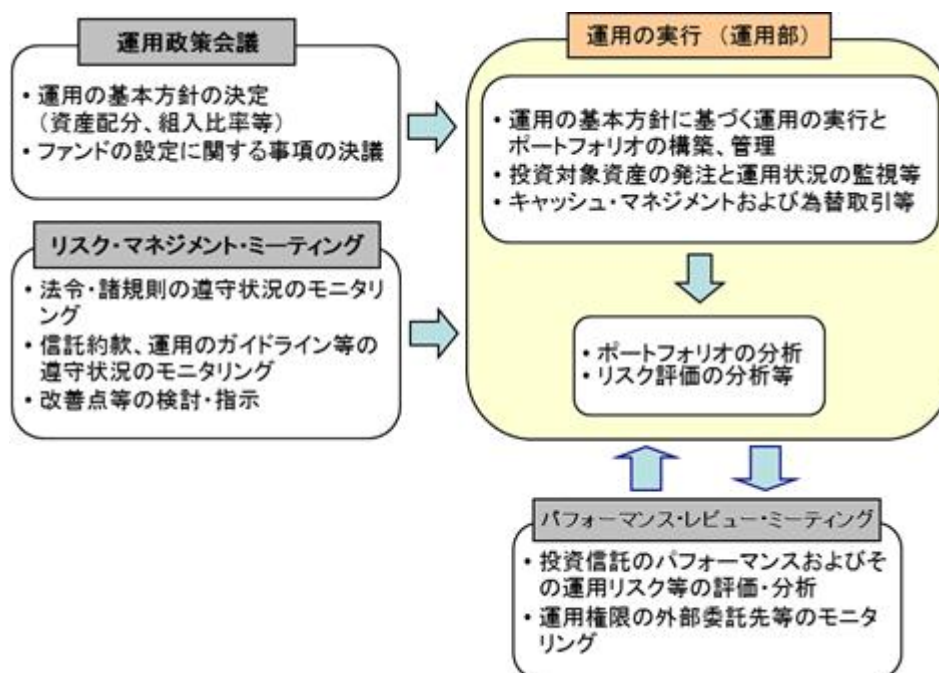 運用政策会議
・運用の基本方針の決定
（資産配分、組入比率等）
・ファンドの設定に関する事項の決議
リスク・マネジメント・ミーティング
・法令・諸規則の遵守状況のモニタリ
ング
・信託約款、運用のガイドライン等の
遵守状況のモニタリング
・改善点等の検討・指示
運用の実行　（運用部）
・運用の基本方針に基づく運用の実行と
ポートフォリオの構築、管理
・投資対象資産の発注と運用状況の監視等
・キャッシュ・マネジメントおよび為替取引等
・ポートフォリオの分析
・リスク評価の分析等
パフォーマンス・レビュー・ミーティング
・投資信託のパフォーマンスおよびそ
の運用リスク等の評価・分析
・運用権限の外部委託先等のモニタ
リング